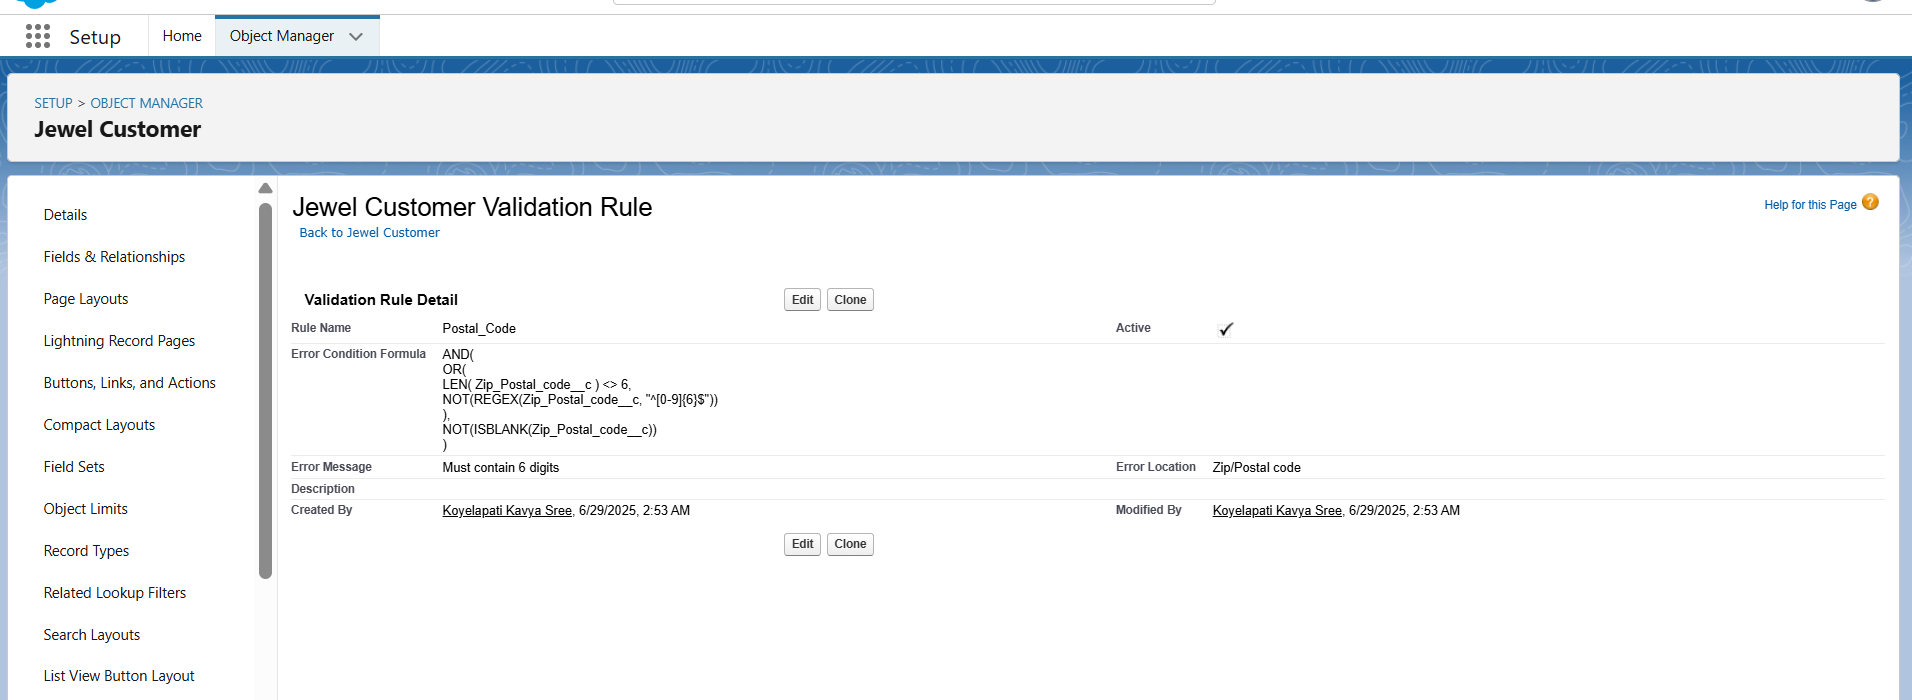 Setup
Home
Object Manager
SETUP > OBJECT MANAGER
Jewel Customer
Details
Fields & Relationships
Page Layouts
Lightning Record Pages
Buttons, Links, and Actions
Compact Layouts
Field Sets
Object Limits
Record Types
Related Lookup Filters
Search Layouts
List View Button Layout
Jewel Customer Validation Rule
Back to Jewel Customer
Help for this Page ?
Validation Rule Detail
Edit Clone
Rule Name Postal_Code Active
Error Condition Formula AND(
OR(
LEN( Zip_Postal_code__c ) <> 6,
NOT(REGEX(Zip_Postal_code__c, "^[0-9]{6}$"))
),
NOT(ISBLANK(Zip_Postal_code__c))
)
Error Message Must contain 6 digits Error Location Zip/Postal code
Description
Created By Koyelapati Kavya Sree, 6/29/2025, 2:53 AM Modified By Koyelapati Kavya Sree, 6/29/2025, 2:53 AM
Edit Clone